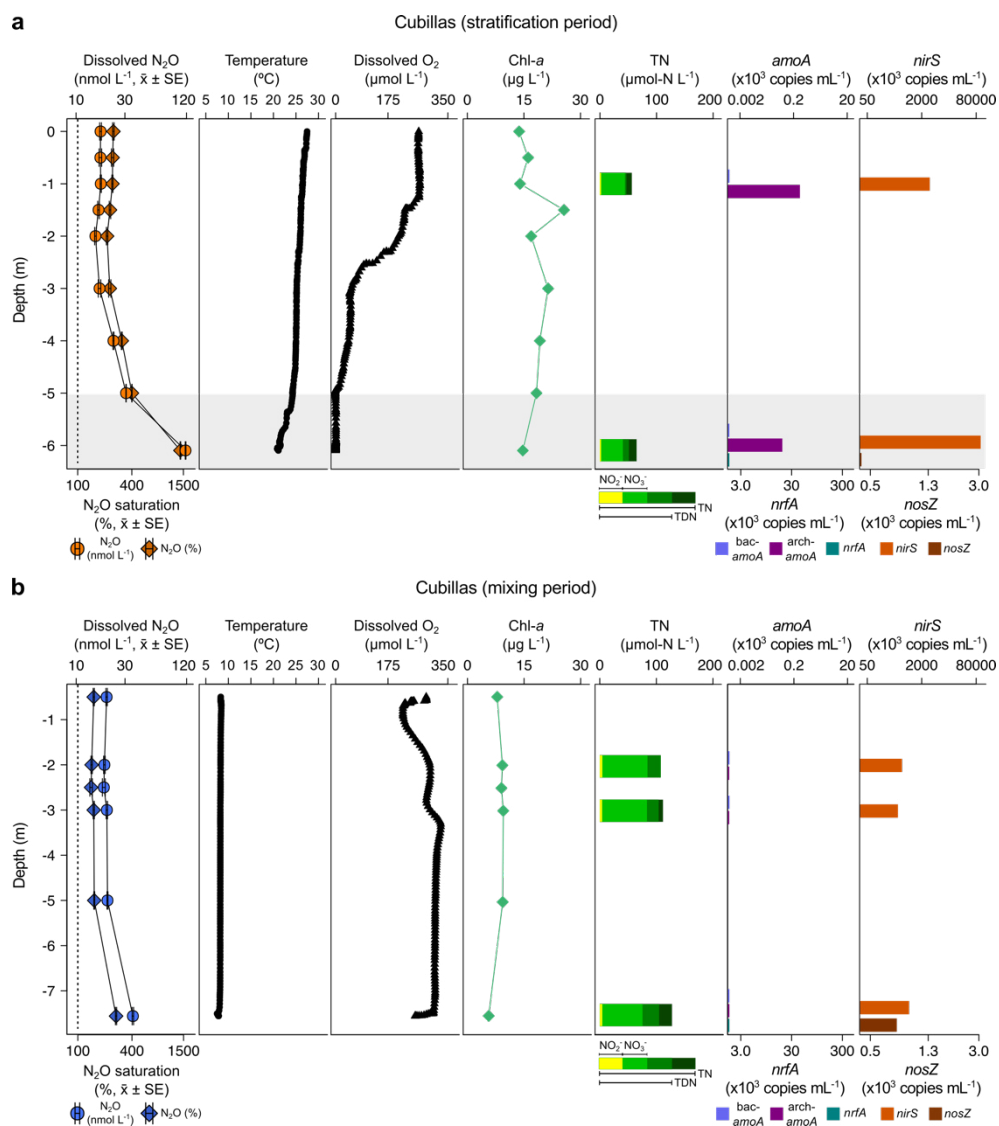 a
Cubillas (stratification period)
Dissolved N₂O Temperature Dissolved O₂ Chl-a TN amoA nirS
(nmol L⁻¹, x̄ ± SE) (ºC) (µmol L⁻¹) (µg L⁻¹) (µmol-N L⁻¹) (x10³ copies mL⁻¹) (x10³ copies mL⁻¹)
10 30 120 5 10 15 20 25 30 0 175 350 0 15 30 0 100 200 0.002 0.2 20 50 2000 80000
0
-1
-2
-3
-4
-5
-6
Depth (m)
100 400 1500 3.0 30 300 0.5 1.3 3.0
N₂O saturation
(%, x̄ ± SE)
NO₂⁻ NO₃⁻
TN
TDN
nrfA nosZ
(x10³ copies mL⁻¹) (x10³ copies mL⁻¹)
N₂O
(nmol L⁻¹)
N₂O (%)
bac-
amoA
arch-
amoA
nrfA
nirS
nosZ
b
Cubillas (mixing period)
Dissolved N₂O Temperature Dissolved O₂ Chl-a TN amoA nirS
(nmol L⁻¹, x̄ ± SE) (ºC) (µmol L⁻¹) (µg L⁻¹) (µmol-N L⁻¹) (x10³ copies mL⁻¹) (x10³ copies mL⁻¹)
10 30 120 5 10 15 20 25 30 0 175 350 0 15 30 0 100 200 0.002 0.2 20 50 2000 80000
-1
-2
-3
-4
-5
-6
-7
Depth (m)
100 400 1500 3.0 30 300 0.5 1.3 3.0
N₂O saturation
(%, x̄ ± SE)
NO₂⁻ NO₃⁻
TN
TDN
nrfA nosZ
(x10³ copies mL⁻¹) (x10³ copies mL⁻¹)
N₂O
(nmol L⁻¹)
N₂O (%)
bac-
amoA
arch-
amoA
nrfA
nirS
nosZ